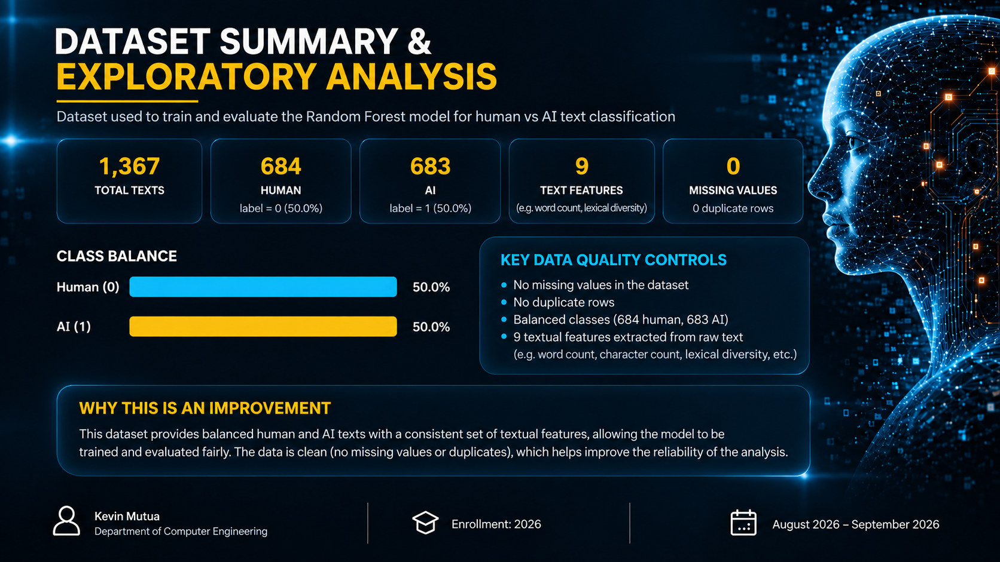 DATASET SUMMARY &
EXPLORATORY ANALYSIS
Dataset used to train and evaluate the Random Forest model for human vs AI text classification
1,367
TOTAL TEXTS
684
HUMAN
label = 0 (50.0%)
683
AI
label = 1 (50.0%)
9
TEXT FEATURES
(e.g. word count, lexical diversity)
0
MISSING VALUES
0 duplicate rows
CLASS BALANCE
Human (0) 50.0%
AI (1) 50.0%
KEY DATA QUALITY CONTROLS
• No missing values in the dataset
• No duplicate rows
• Balanced classes (684 human, 683 AI)
• 9 textual features extracted from raw text
(e.g. word count, character count, lexical diversity, etc.)
WHY THIS IS AN IMPROVEMENT
This dataset provides balanced human and AI texts with a consistent set of textual features, allowing the model to be
trained and evaluated fairly. The data is clean (no missing values or duplicates), which helps improve the reliability of the analysis.
Kevin Mutua
Department of Computer Engineering
Enrollment: 2026
August 2026 – September 2026